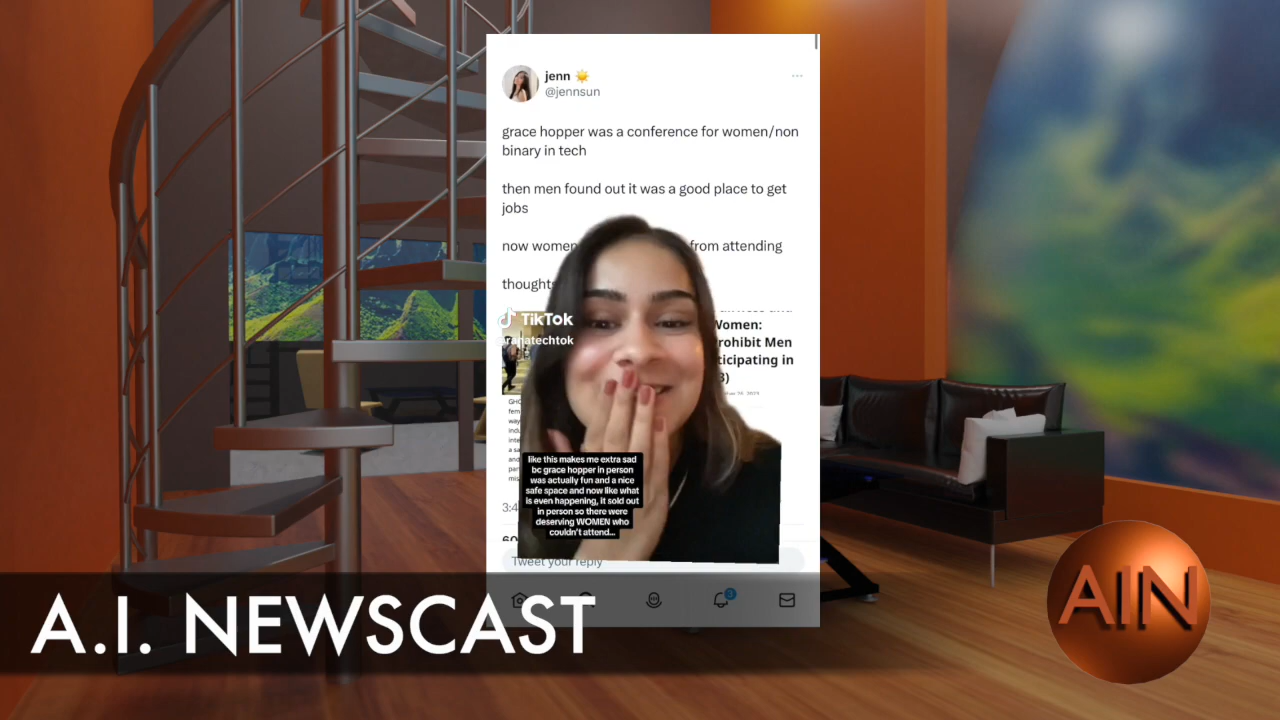 jenn ☀️
@jennsun
grace hopper was a conference for women/non
binary in tech
then men found out it was a good place to get
jobs
now women from attending
thoughts
TikTok
Women:
Men
in
like this makes me extra sad
bc grace hopper in person
was actually fun and a nice
safe space and now like what
is even happening, it sold out
in person so there were
deserving WOMEN who
couldn't attend...
Tweet your reply
3
A.I. NEWSCAST
AIN